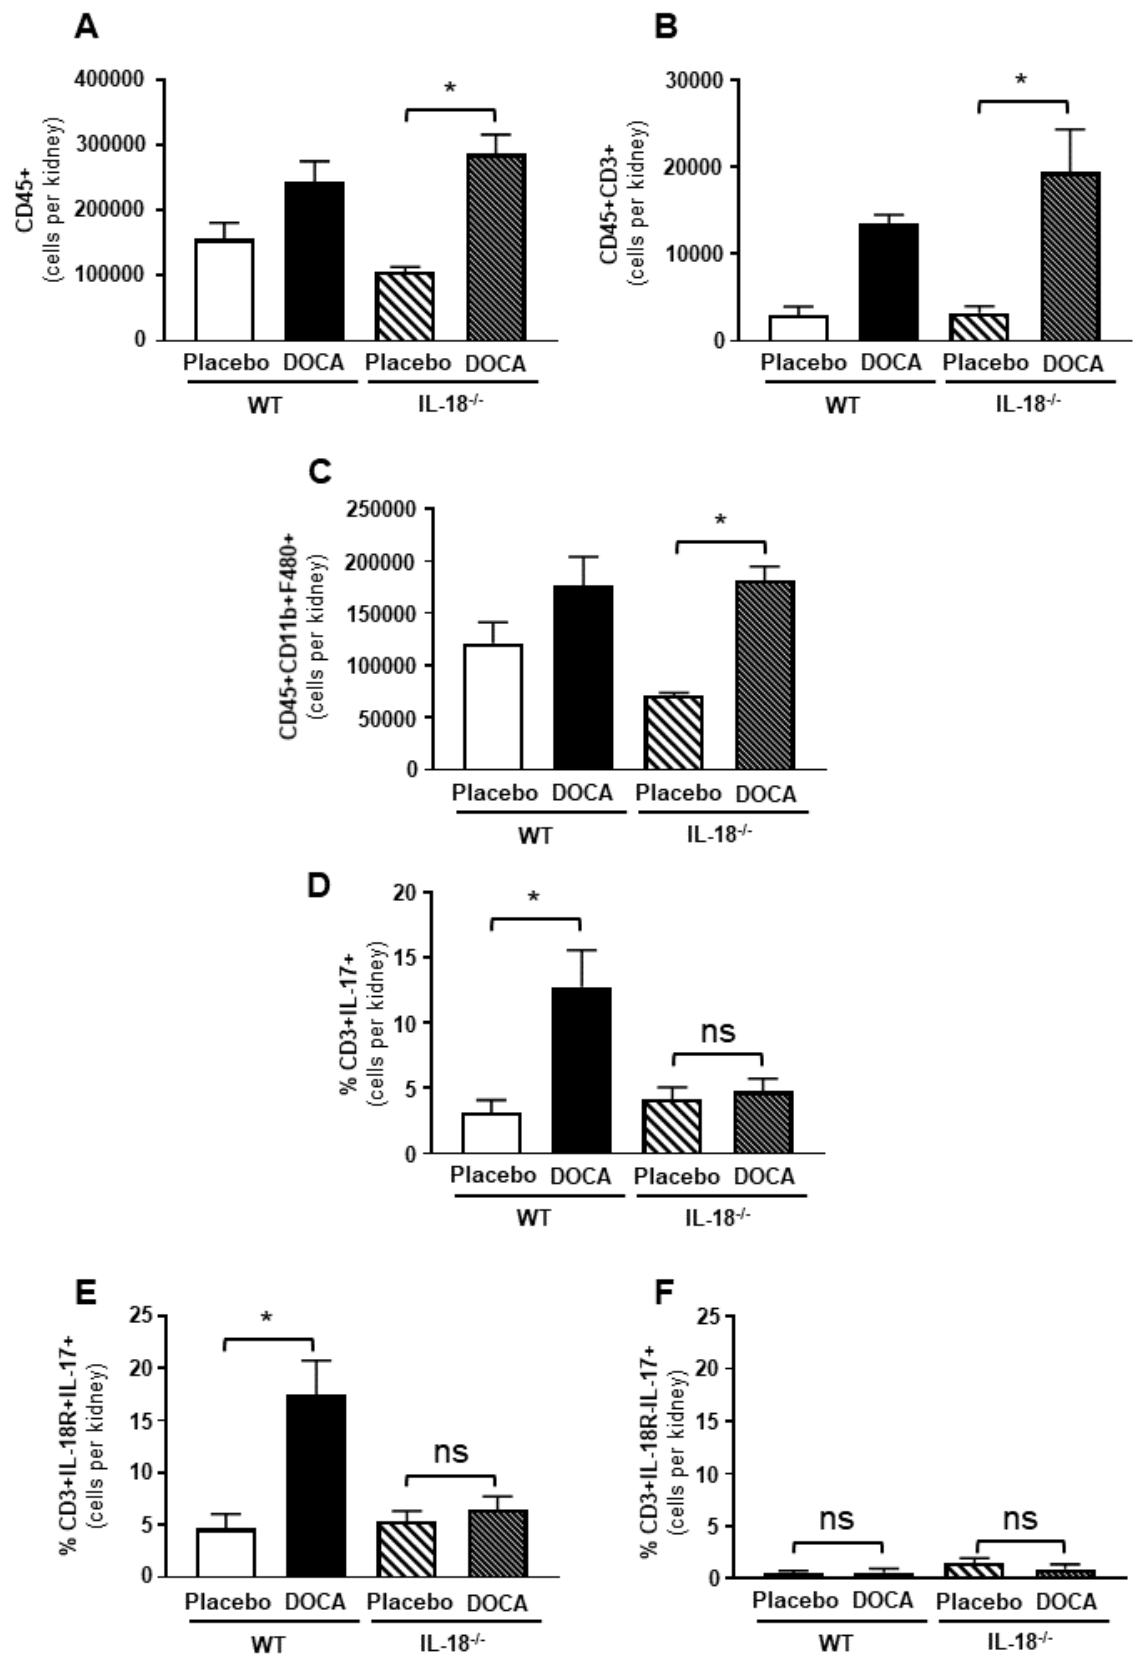 A
CD45+
(cells per kidney)
400000
300000
200000
100000
0
*
Placebo DOCA Placebo DOCA
WT IL-18-/-
B
CD45+CD3+
(cells per kidney)
30000
20000
10000
0
*
Placebo DOCA Placebo DOCA
WT IL-18-/-
C
CD45+CD11b+F480+
(cells per kidney)
250000
200000
150000
100000
50000
0
*
Placebo DOCA Placebo DOCA
WT IL-18-/-
D
% CD3+IL-17+
(cells per kidney)
20
15
10
5
0
*
ns
Placebo DOCA Placebo DOCA
WT IL-18-/-
E
% CD3+IL-18R+IL-17+
(cells per kidney)
25
20
15
10
5
0
*
ns
Placebo DOCA Placebo DOCA
WT IL-18-/-
F
% CD3+IL-18R-IL-17+
(cells per kidney)
25
20
15
10
5
0
ns
ns
Placebo DOCA Placebo DOCA
WT IL-18-/-